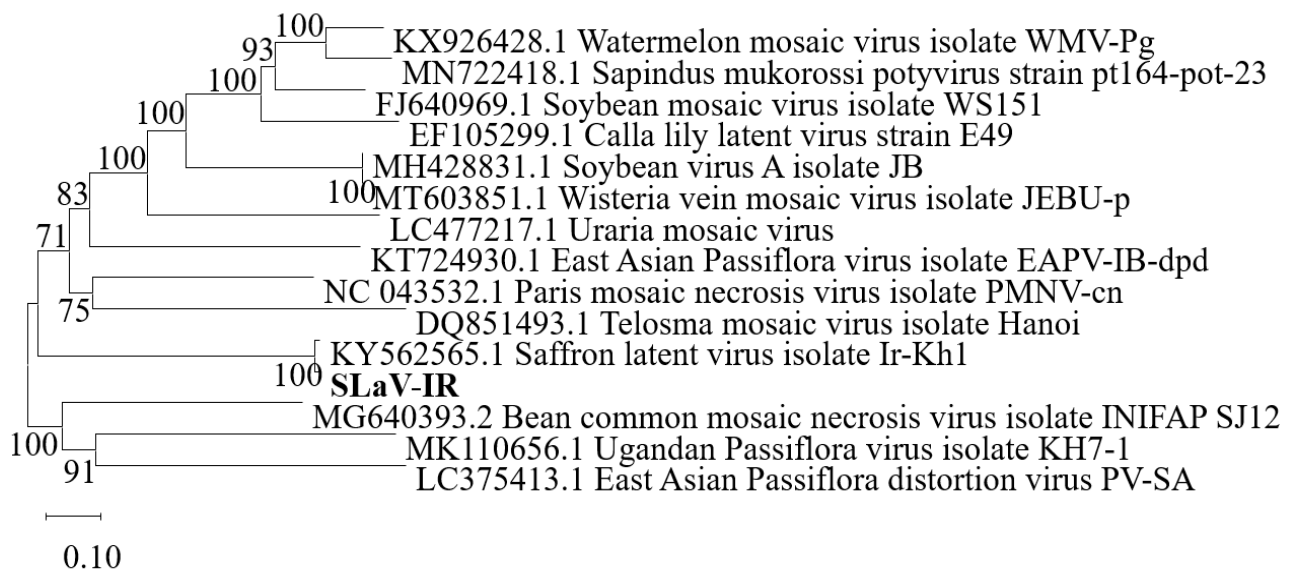 100
KX926428.1 Watermelon mosaic virus isolate WMV-Pg
93
MN722418.1 Sapindus mukorossi potyvirus strain pt164-pot-23
100
FJ640969.1 Soybean mosaic virus isolate WS151
100
EF105299.1 Calla lily latent virus strain E49
100
MH428831.1 Soybean virus A isolate JB
83
100
MT603851.1 Wisteria vein mosaic virus isolate JEBU-p
71
LC477217.1 Uraria mosaic virus
KT724930.1 East Asian Passiflora virus isolate EAPV-IB-dpd
NC 043532.1 Paris mosaic necrosis virus isolate PMNV-cn
75
DQ851493.1 Telosma mosaic virus isolate Hanoi
KY562565.1 Saffron latent virus isolate Ir-Kh1
100
SLaV-IR
MG640393.2 Bean common mosaic necrosis virus isolate INIFAP SJ12
100
MK110656.1 Ugandan Passiflora virus isolate KH7-1
91
LC375413.1 East Asian Passiflora distortion virus PV-SA
0.10